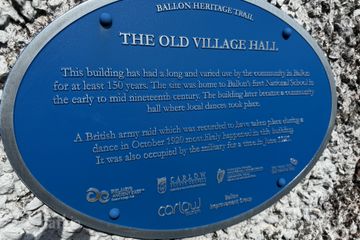 BALLON HERITAGE TRAIL
THE OLD VILLAGE HALL
This building has had a long and varied use by the community in Ballon
for at least 150 years. The site was home to Ballon's first National School in
the early to mid nineteenth century. The building later became a community
hall where local dances took place.
A British army raid which was recorded to have taken place during a
dance in October 1920 most likely happened in this building.
It was also occupied by the military for a time in June
CARLOW
carlow
Ballon
Improvement Group